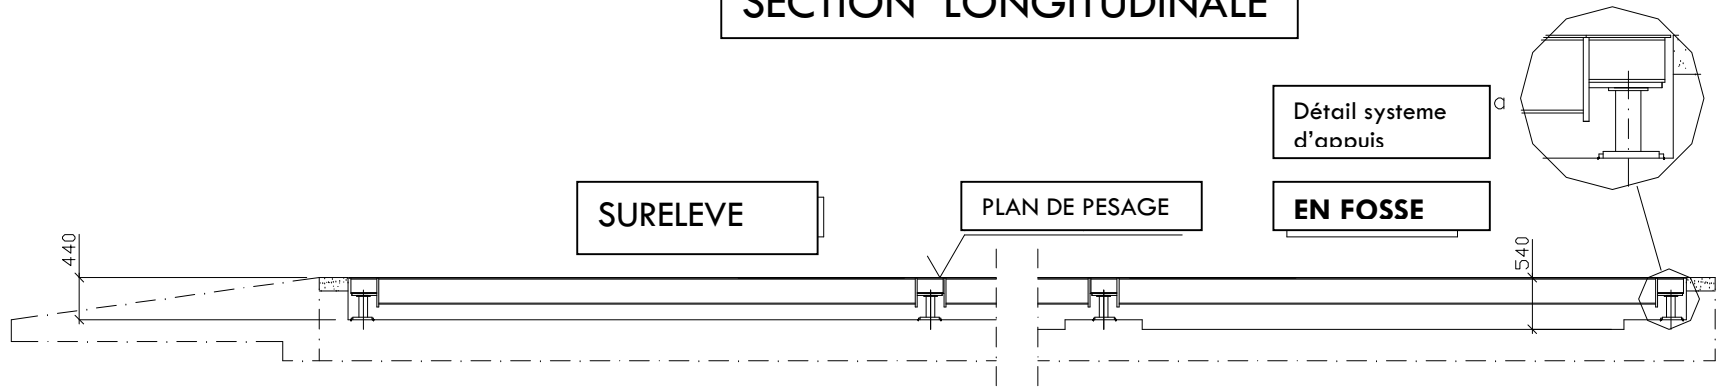 SECTION LONGITUDINALE
Détail systeme
d'appuis
a
SURELEVE
PLAN DE PESAGE
EN FOSSE
440
540